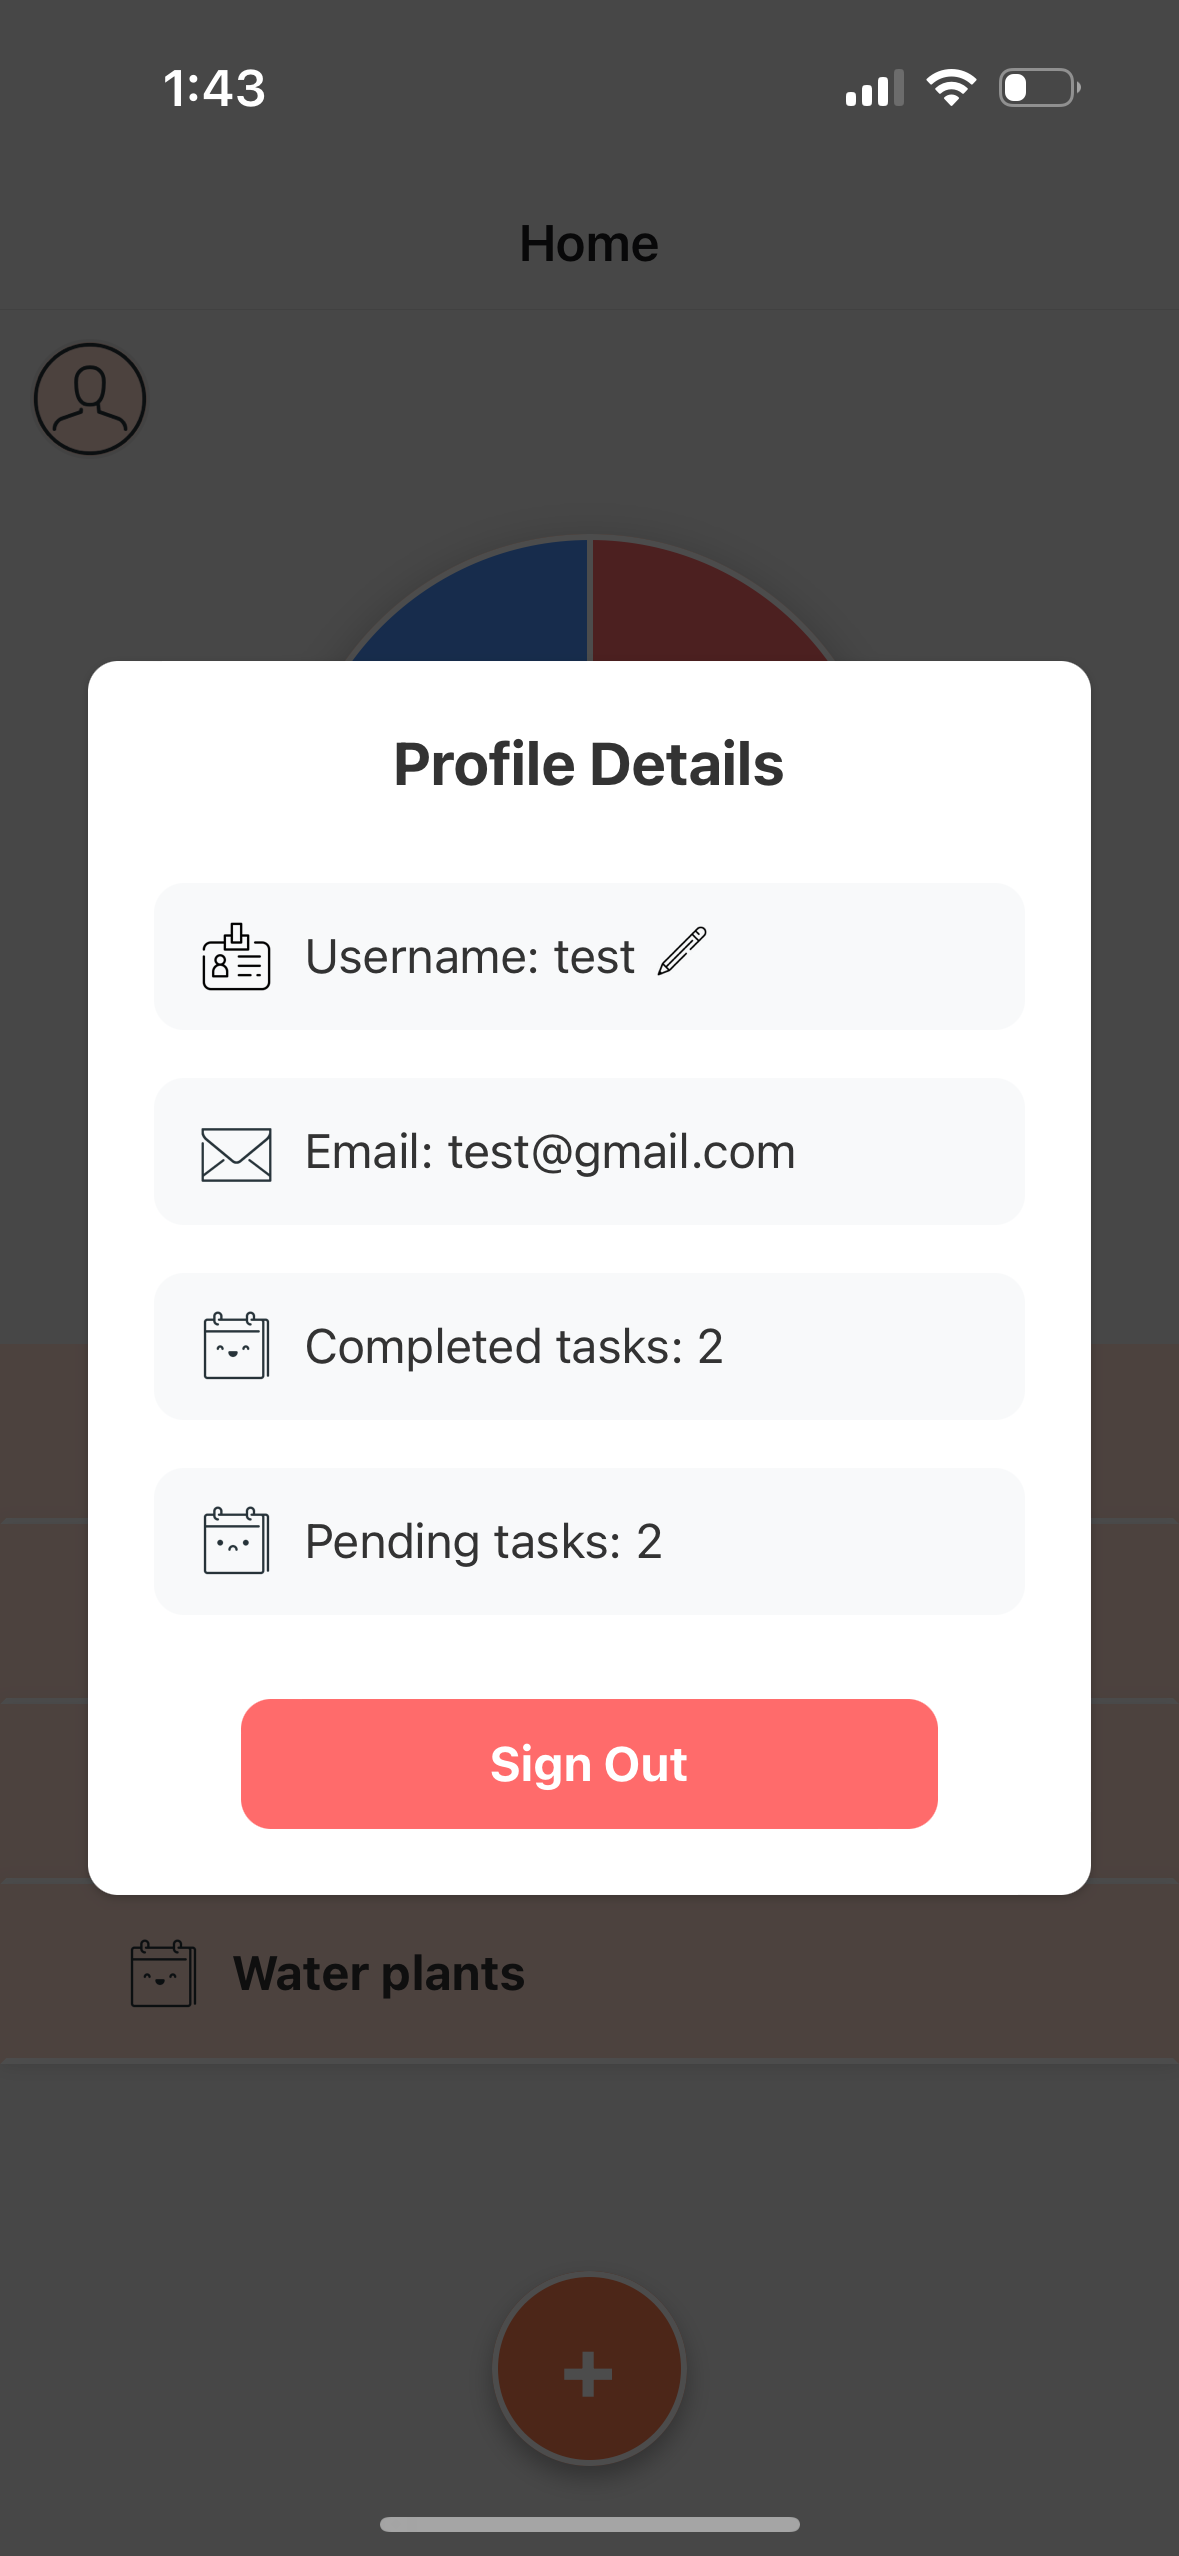 1:43
Home
Profile Details
Username: test
Email: test@gmail.com
Completed tasks: 2
Pending tasks: 2
Sign Out
Water plants
+